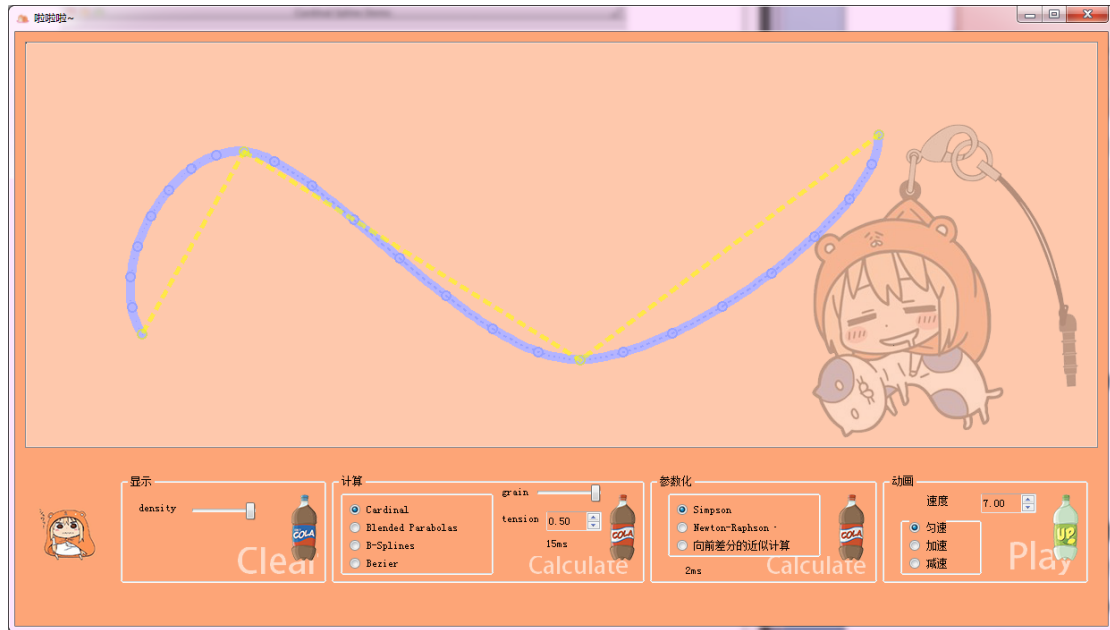 啦啦啦~
显示
density
Clear
计算
Cardinal
Blended Parabolas
B-Splines
Bezier
grain
tension 0.50
15ms
COLA
COLA
Calculate
参数化
Simpson
Newton-Raphson
向前差分的近似计算
2ms
COLA
Calculate
动画
速度 7.00
匀速
加速
减速
UP!
Play